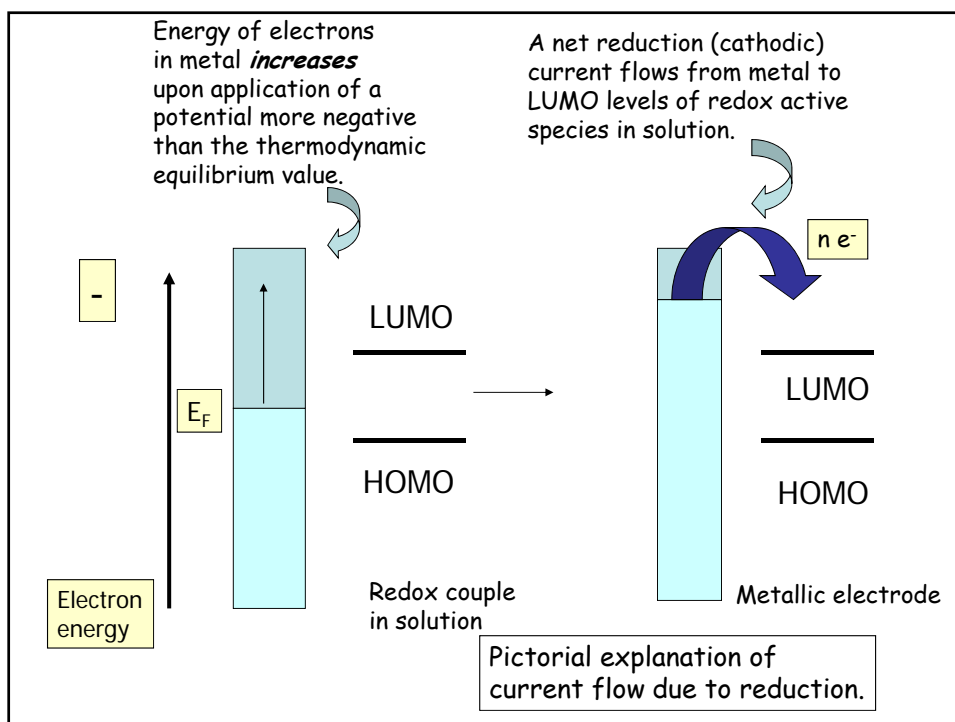 Energy of electrons
in metal increases
upon application of a
potential more negative
than the thermodynamic
equilibrium value.
A net reduction (cathodic)
current flows from metal to
LUMO levels of redox active
species in solution.
n e-
-
LUMO
EF
HOMO
LUMO
HOMO
Electron
energy
Redox couple
in solution
Metallic electrode
Pictorial explanation of
current flow due to reduction.